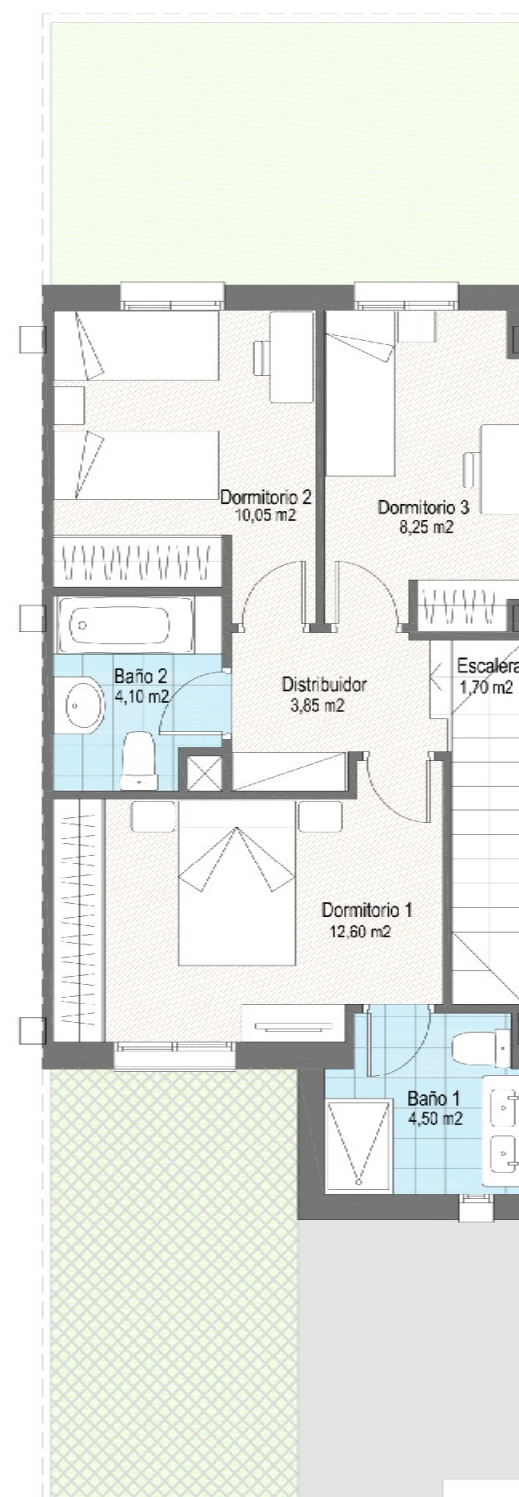 Dormitorio 2
10,05 m2
Dormitorio 3
8,25 m2
Baño 2
4,10 m2
Distribuidor
3,85 m2
Escalera
1,70 m2
Dormitorio 1
12,60 m2
Baño 1
4,50 m2